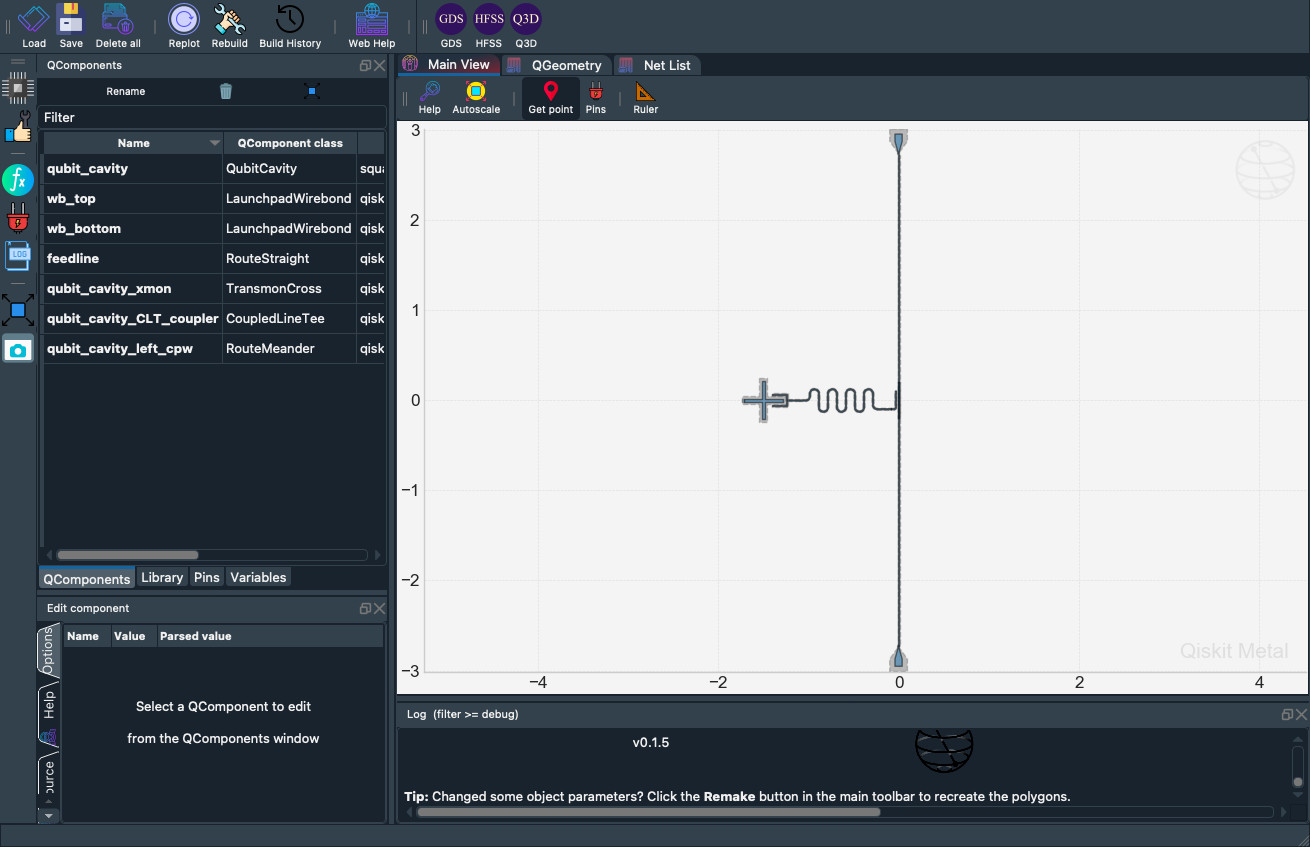 Load Save Delete all Replot Rebuild Build History Web Help GDS HFSS Q3D
GDS HFSS Q3D
QComponents
Rename
Filter
Name QComponent class
qubit_cavity QubitCavity squa
wb_top LaunchpadWirebond qisk
wb_bottom LaunchpadWirebond qisk
feedline RouteStraight qisk
qubit_cavity_xmon TransmonCross qisk
qubit_cavity_CLT_coupler CoupledLineTee qisk
qubit_cavity_left_cpw RouteMeander qisk
QComponents Library Pins Variables
Edit component
Options
Help
ource
Name Value Parsed value
Select a QComponent to edit
from the QComponents window
fx
LOG
Main View QGeometry Net List
Help Autoscale Get point Pins Ruler
3
2
1
0
−1
−2
−3
−4 −2 0 2 4
Qiskit Metal
Log (filter >= debug)
v0.1.5
Tip: Changed some object parameters? Click the Remake button in the main toolbar to recreate the polygons.